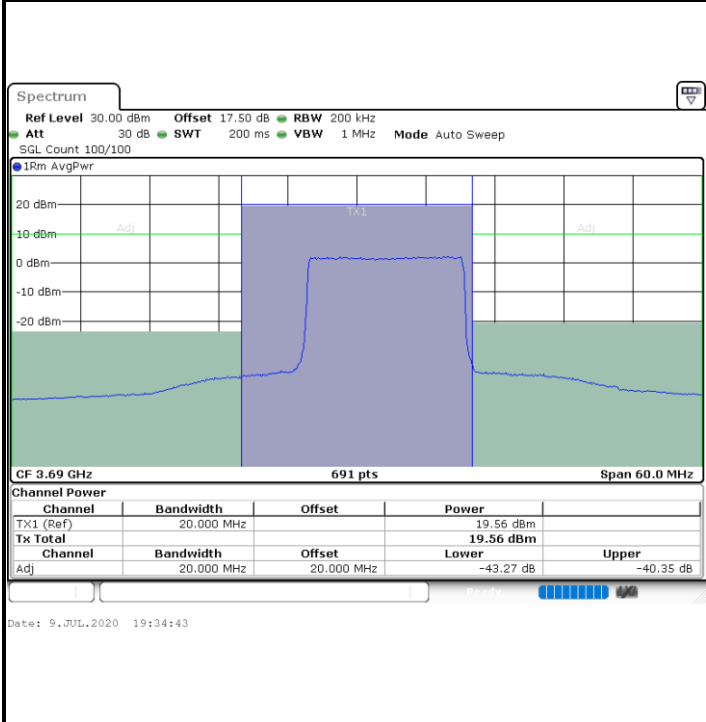 Spectrum
Ref Level 30.00 dBm Offset 17.50 dB RBW 200 kHz
Att 30 dB SWT 200 ms VBW 1 MHz Mode Auto Sweep
SGL Count 100/100
1Rm AvgPwr
20 dBm
TX1
Adj Adj
10 dBm
0 dBm
-10 dBm
-20 dBm
CF 3.69 GHz 691 pts Span 60.0 MHz
Channel Power
Channel Bandwidth Offset Power
TX1 (Ref) 20.000 MHz 19.56 dBm
Tx Total 19.56 dBm
Channel Bandwidth Offset Lower Upper
Adj 20.000 MHz 20.000 MHz -43.27 dB -40.35 dB
Ready
Date: 9.JUL.2020 19:34:43